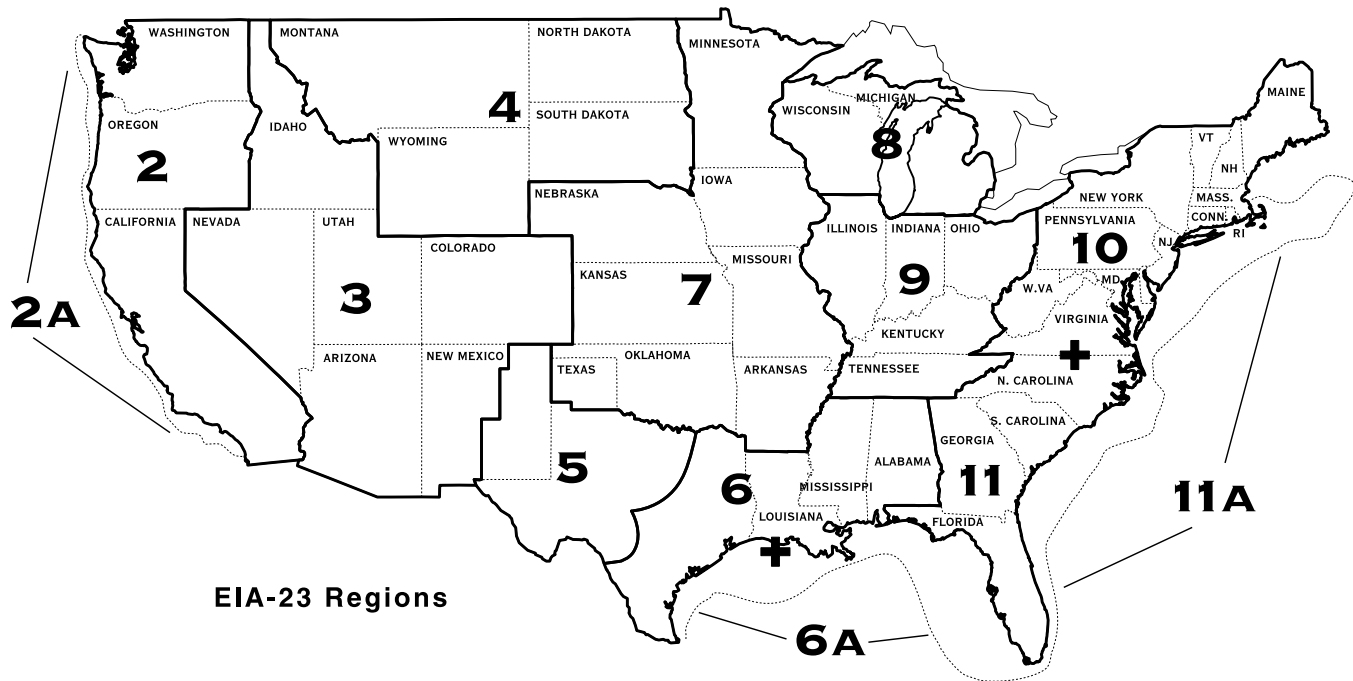 WASHINGTON
MONTANA
NORTH DAKOTA
MINNESOTA
MICHIGAN
WISCONSIN
MAINE
4
OREGON
IDAHO
WYOMING
SOUTH DAKOTA
8
VT
NH
2
NEBRASKA
IOWA
NEW YORK
MASS.
CONN.
RI
CALIFORNIA
NEVADA
UTAH
COLORADO
ILLINOIS
INDIANA
OHIO
PENNSYLVANIA
10
NJ
3
KANSAS
MISSOURI
7
9
W.VA
MD.
2A
KENTUCKY
VIRGINIA
ARIZONA
NEW MEXICO
TEXAS
OKLAHOMA
ARKANSAS
TENNESSEE
+
N. CAROLINA
S. CAROLINA
GEORGIA
5
6
MISSISSIPPI
ALABAMA
11
11A
LOUISIANA
FLORIDA
+
EIA-23 Regions
6A